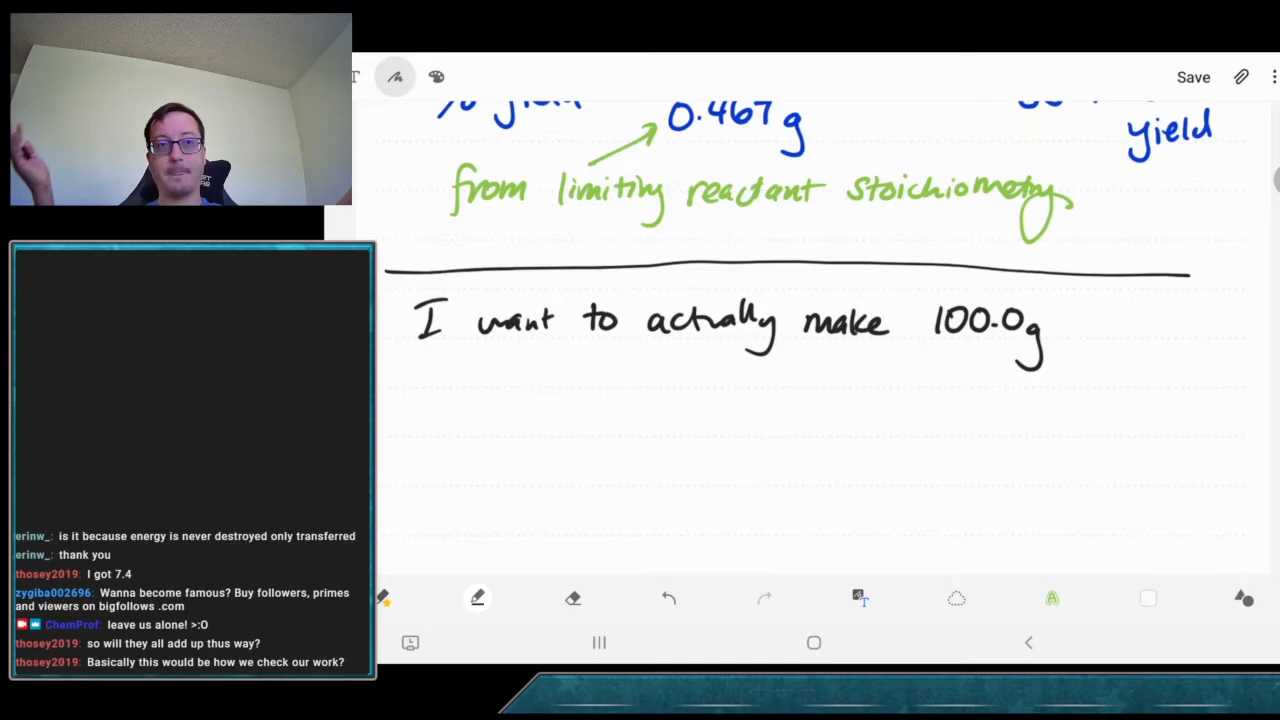 Save
% yield
0.467 g
yield
from limiting reactant stoichiometry
I want to actually make 100.0g
erinw_: is it because energy is never destroyed only transferred
erinw_: thank you
thosey2019: I got 7.4
zygiba002696: Wanna become famous? Buy followers, primes
and viewers on bigfollows .com
ChemProf: leave us alone! >:O
thosey2019: so will they all add up thus way?
thosey2019: Basically this would be how we check our work?